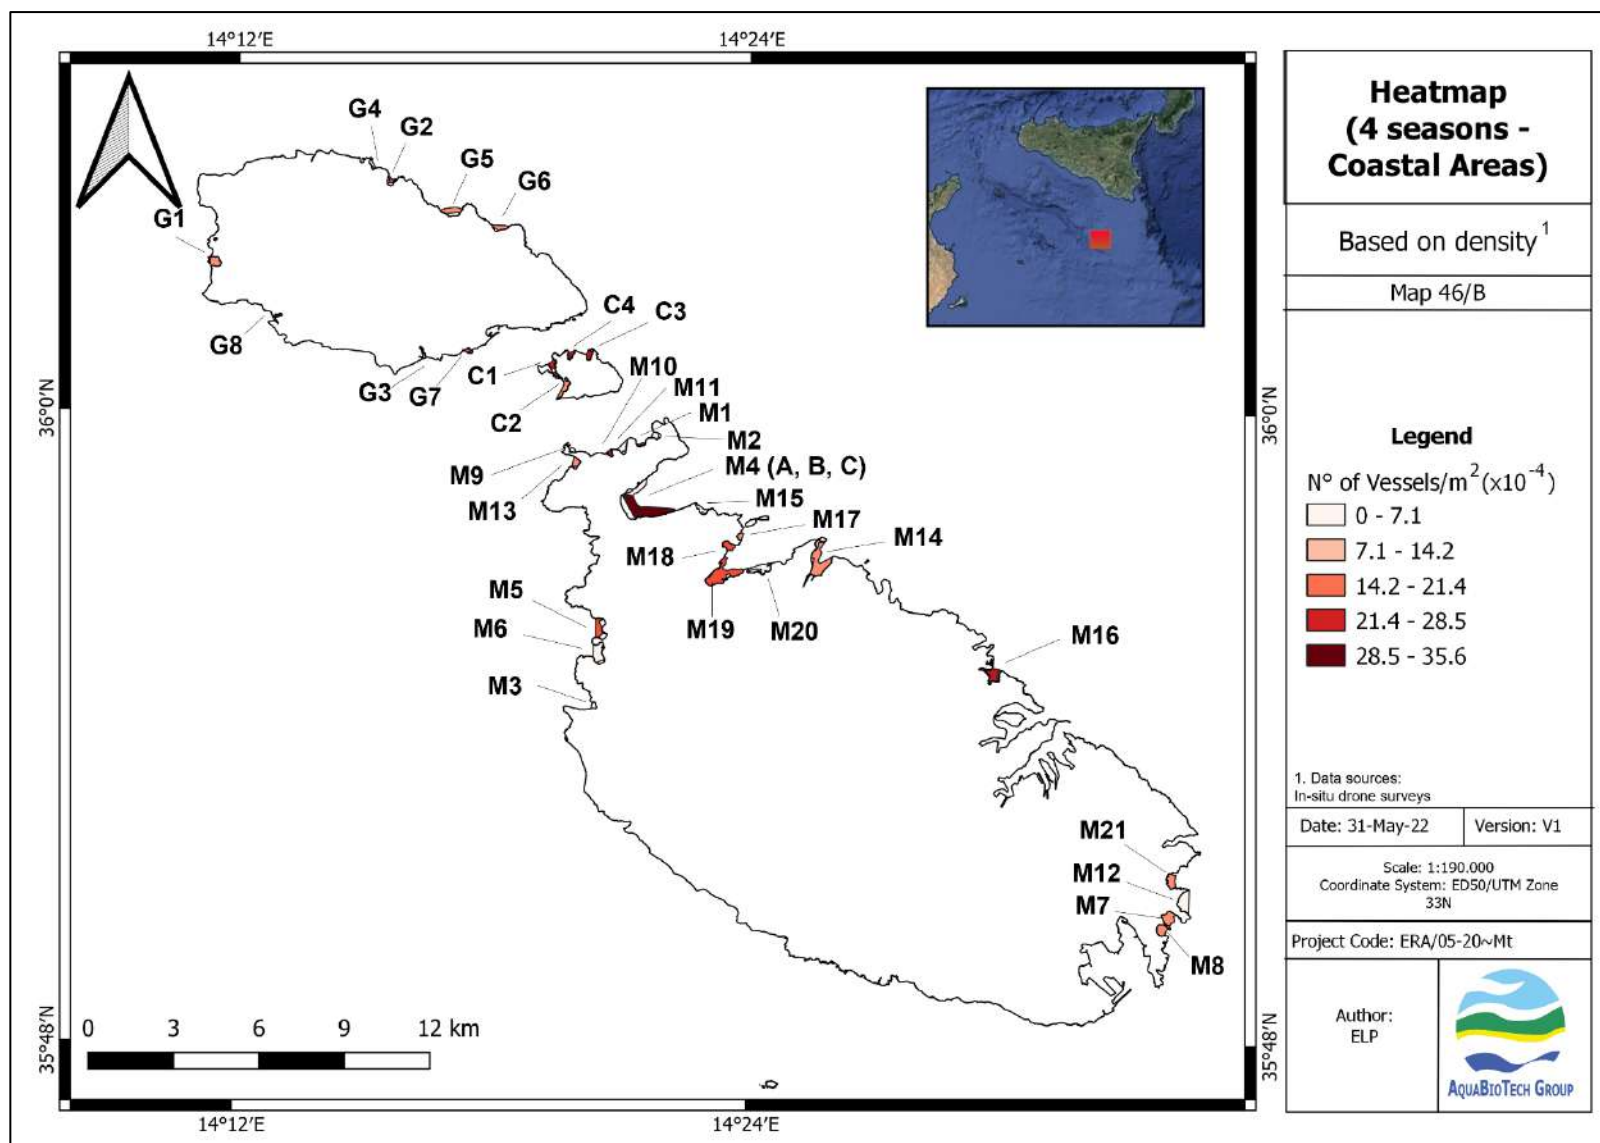 14°12'E
14°24'E
G4
G2
G5
G6
G1
G8
G3
G7
C4
C3
C1
C2
M10
M11
M1
M2
M9
M4 (A, B, C)
M13
M15
M17
M18
M14
M5
M6
M19
M20
M16
M3
M21
M12
M7
M8
36°0'N
36°0'N
35°48'N
35°48'N
0 3 6 9 12 km
14°12'E
14°24'E
Heatmap
(4 seasons -
Coastal Areas)
Based on density 1
Map 46/B
Legend
N° of Vessels/m2(x10-4)
0 - 7.1
7.1 - 14.2
14.2 - 21.4
21.4 - 28.5
28.5 - 35.6
1. Data sources:
In-situ drone surveys
Date: 31-May-22
Version: V1
Scale: 1:190.000
Coordinate System: ED50/UTM Zone
33N
Project Code: ERA/05-20~Mt
Author:
ELP
AQUABIOTECH GROUP